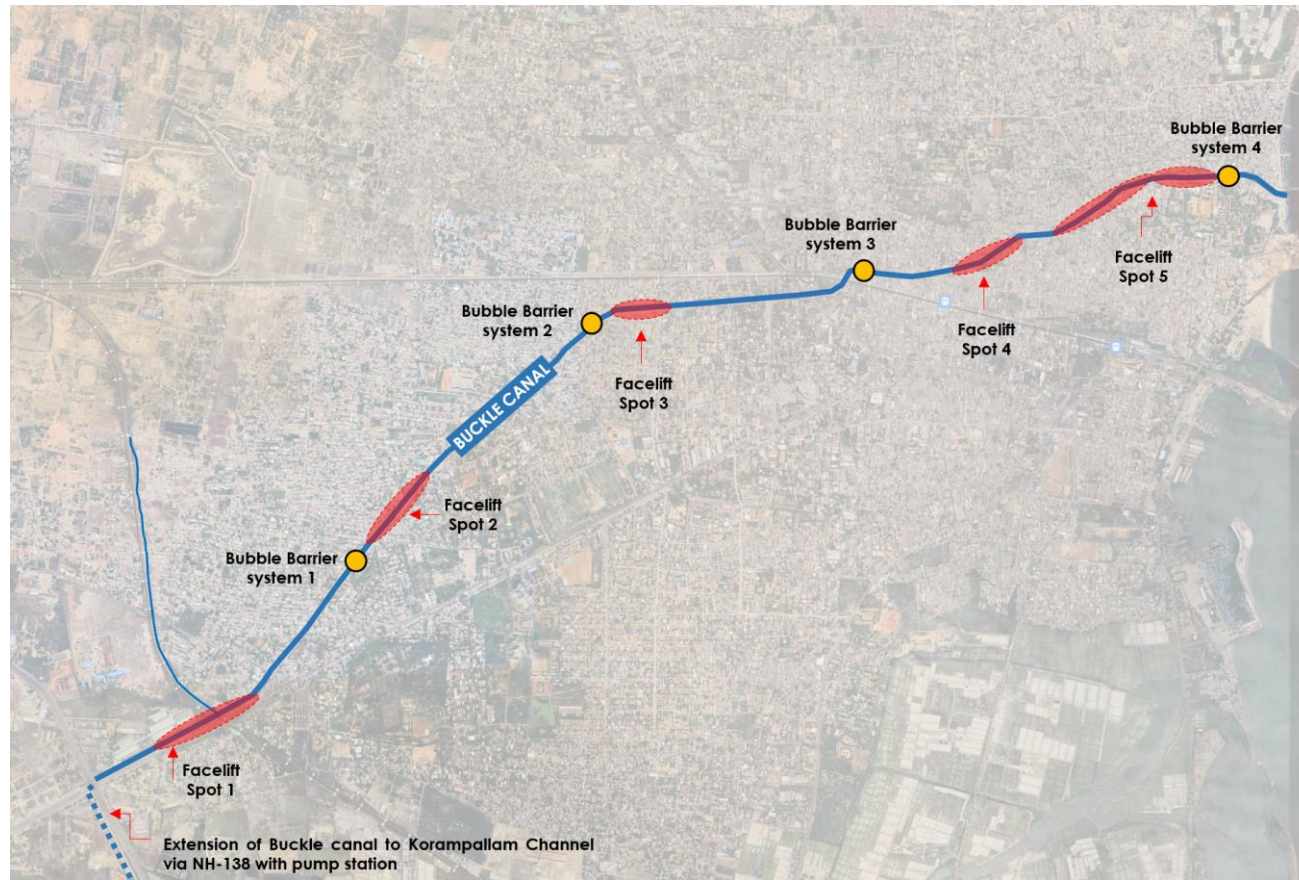 Bubble Barrier
system 4
Bubble Barrier
system 3
Facelift
Spot 5
Bubble Barrier
system 2
Facelift
Spot 4
Facelift
Spot 3
BUCKLE CANAL
Facelift
Spot 2
Bubble Barrier
system 1
Facelift
Spot 1
Extension of Buckle canal to Korampallam Channel
via NH-138 with pump station